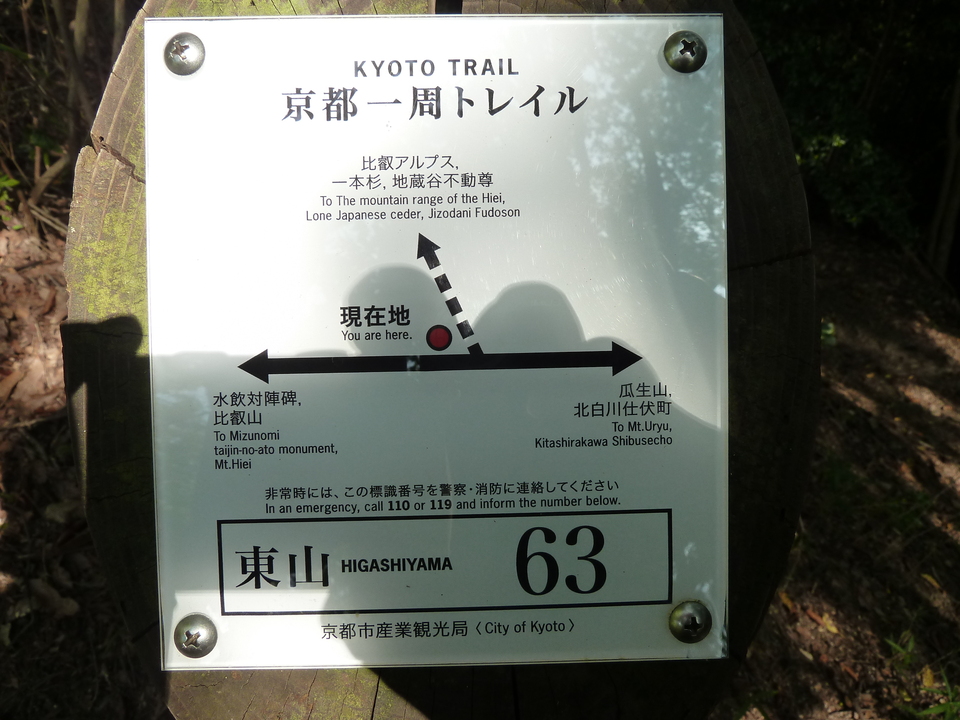 KYOTO TRAIL
京都一周トレイル
比叡アルプス,
一本杉, 地蔵谷不動尊
To The mountain range of the Hiei,
Lone Japanese ceder, Jizodani Fudoson
現在地
You are here.
水飲対陣碑,
比叡山
To Mizunomi
taijin-no-ato monument,
Mt.Hiei
瓜生山,
北白川仕伏町
To Mt.Uryu,
Kitashirakawa Shibusecho
非常時には、この標識番号を警察・消防に連絡してください
In an emergency, call 110 or 119 and inform the number below.
東山 HIGASHIYAMA 63
京都市産業観光局〈City of Kyoto〉